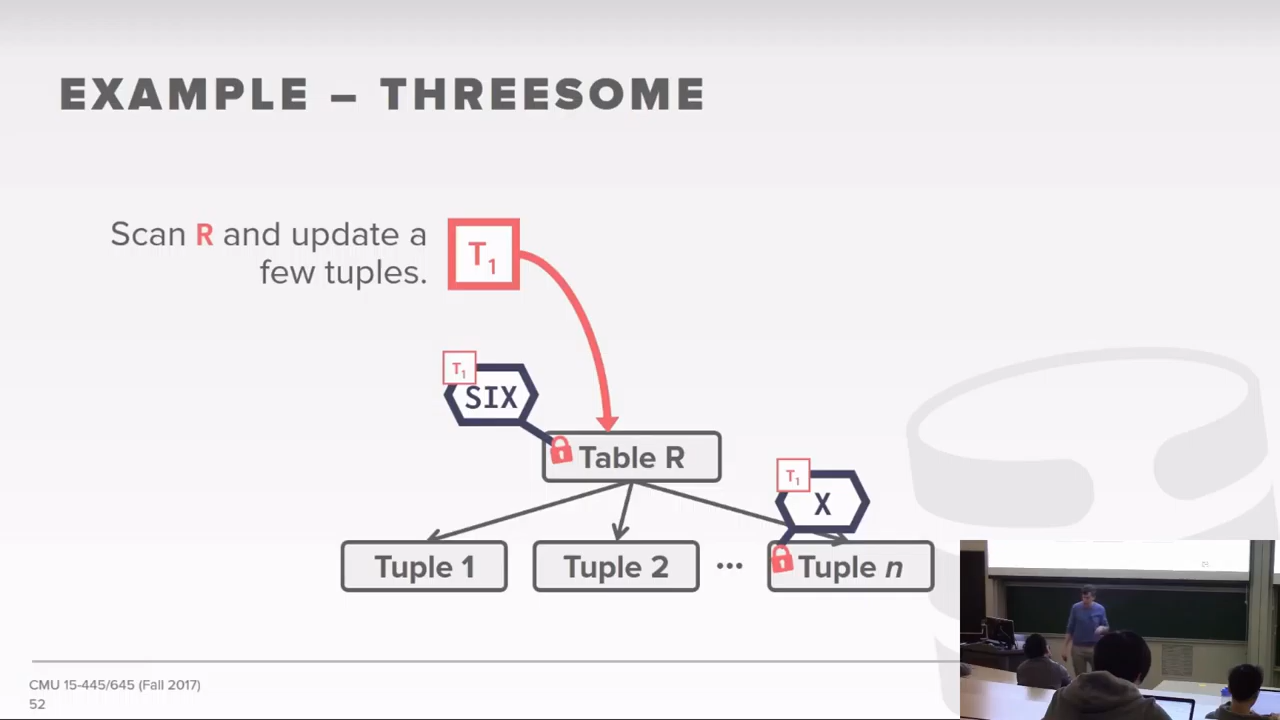 EXAMPLE – THREESOME
Scan R and update a
few tuples.
T1
T1
SIX
Table R
T1
X
Tuple 1
Tuple 2
...
Tuple n
CMU 15-445/645 (Fall 2017)
52